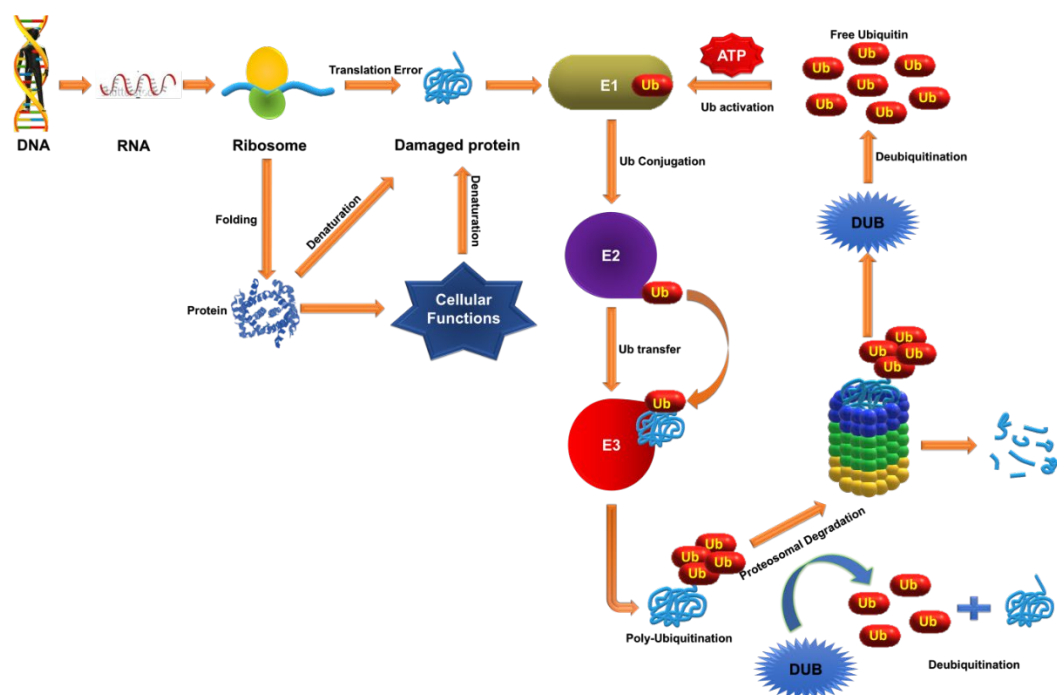 DNA
RNA
Ribosome
Translation Error
Damaged protein
Folding
Denaturation
Denaturation
Protein
Cellular
Functions
E1
Ub
ATP
Ub activation
Free Ubiquitin
Ub
Ub
Ub
Ub
Ub
Ub
Ub
Deubiquitination
DUB
Ub Conjugation
E2
Ub
Ub transfer
Ub
E3
Ub
Ub
Ub
Ub
Poly-Ubiquitination
Proteosomal Degradation
Ub
Ub
Ub
Ub
DUB
Ub
Ub
Ub
Ub
Deubiquitination